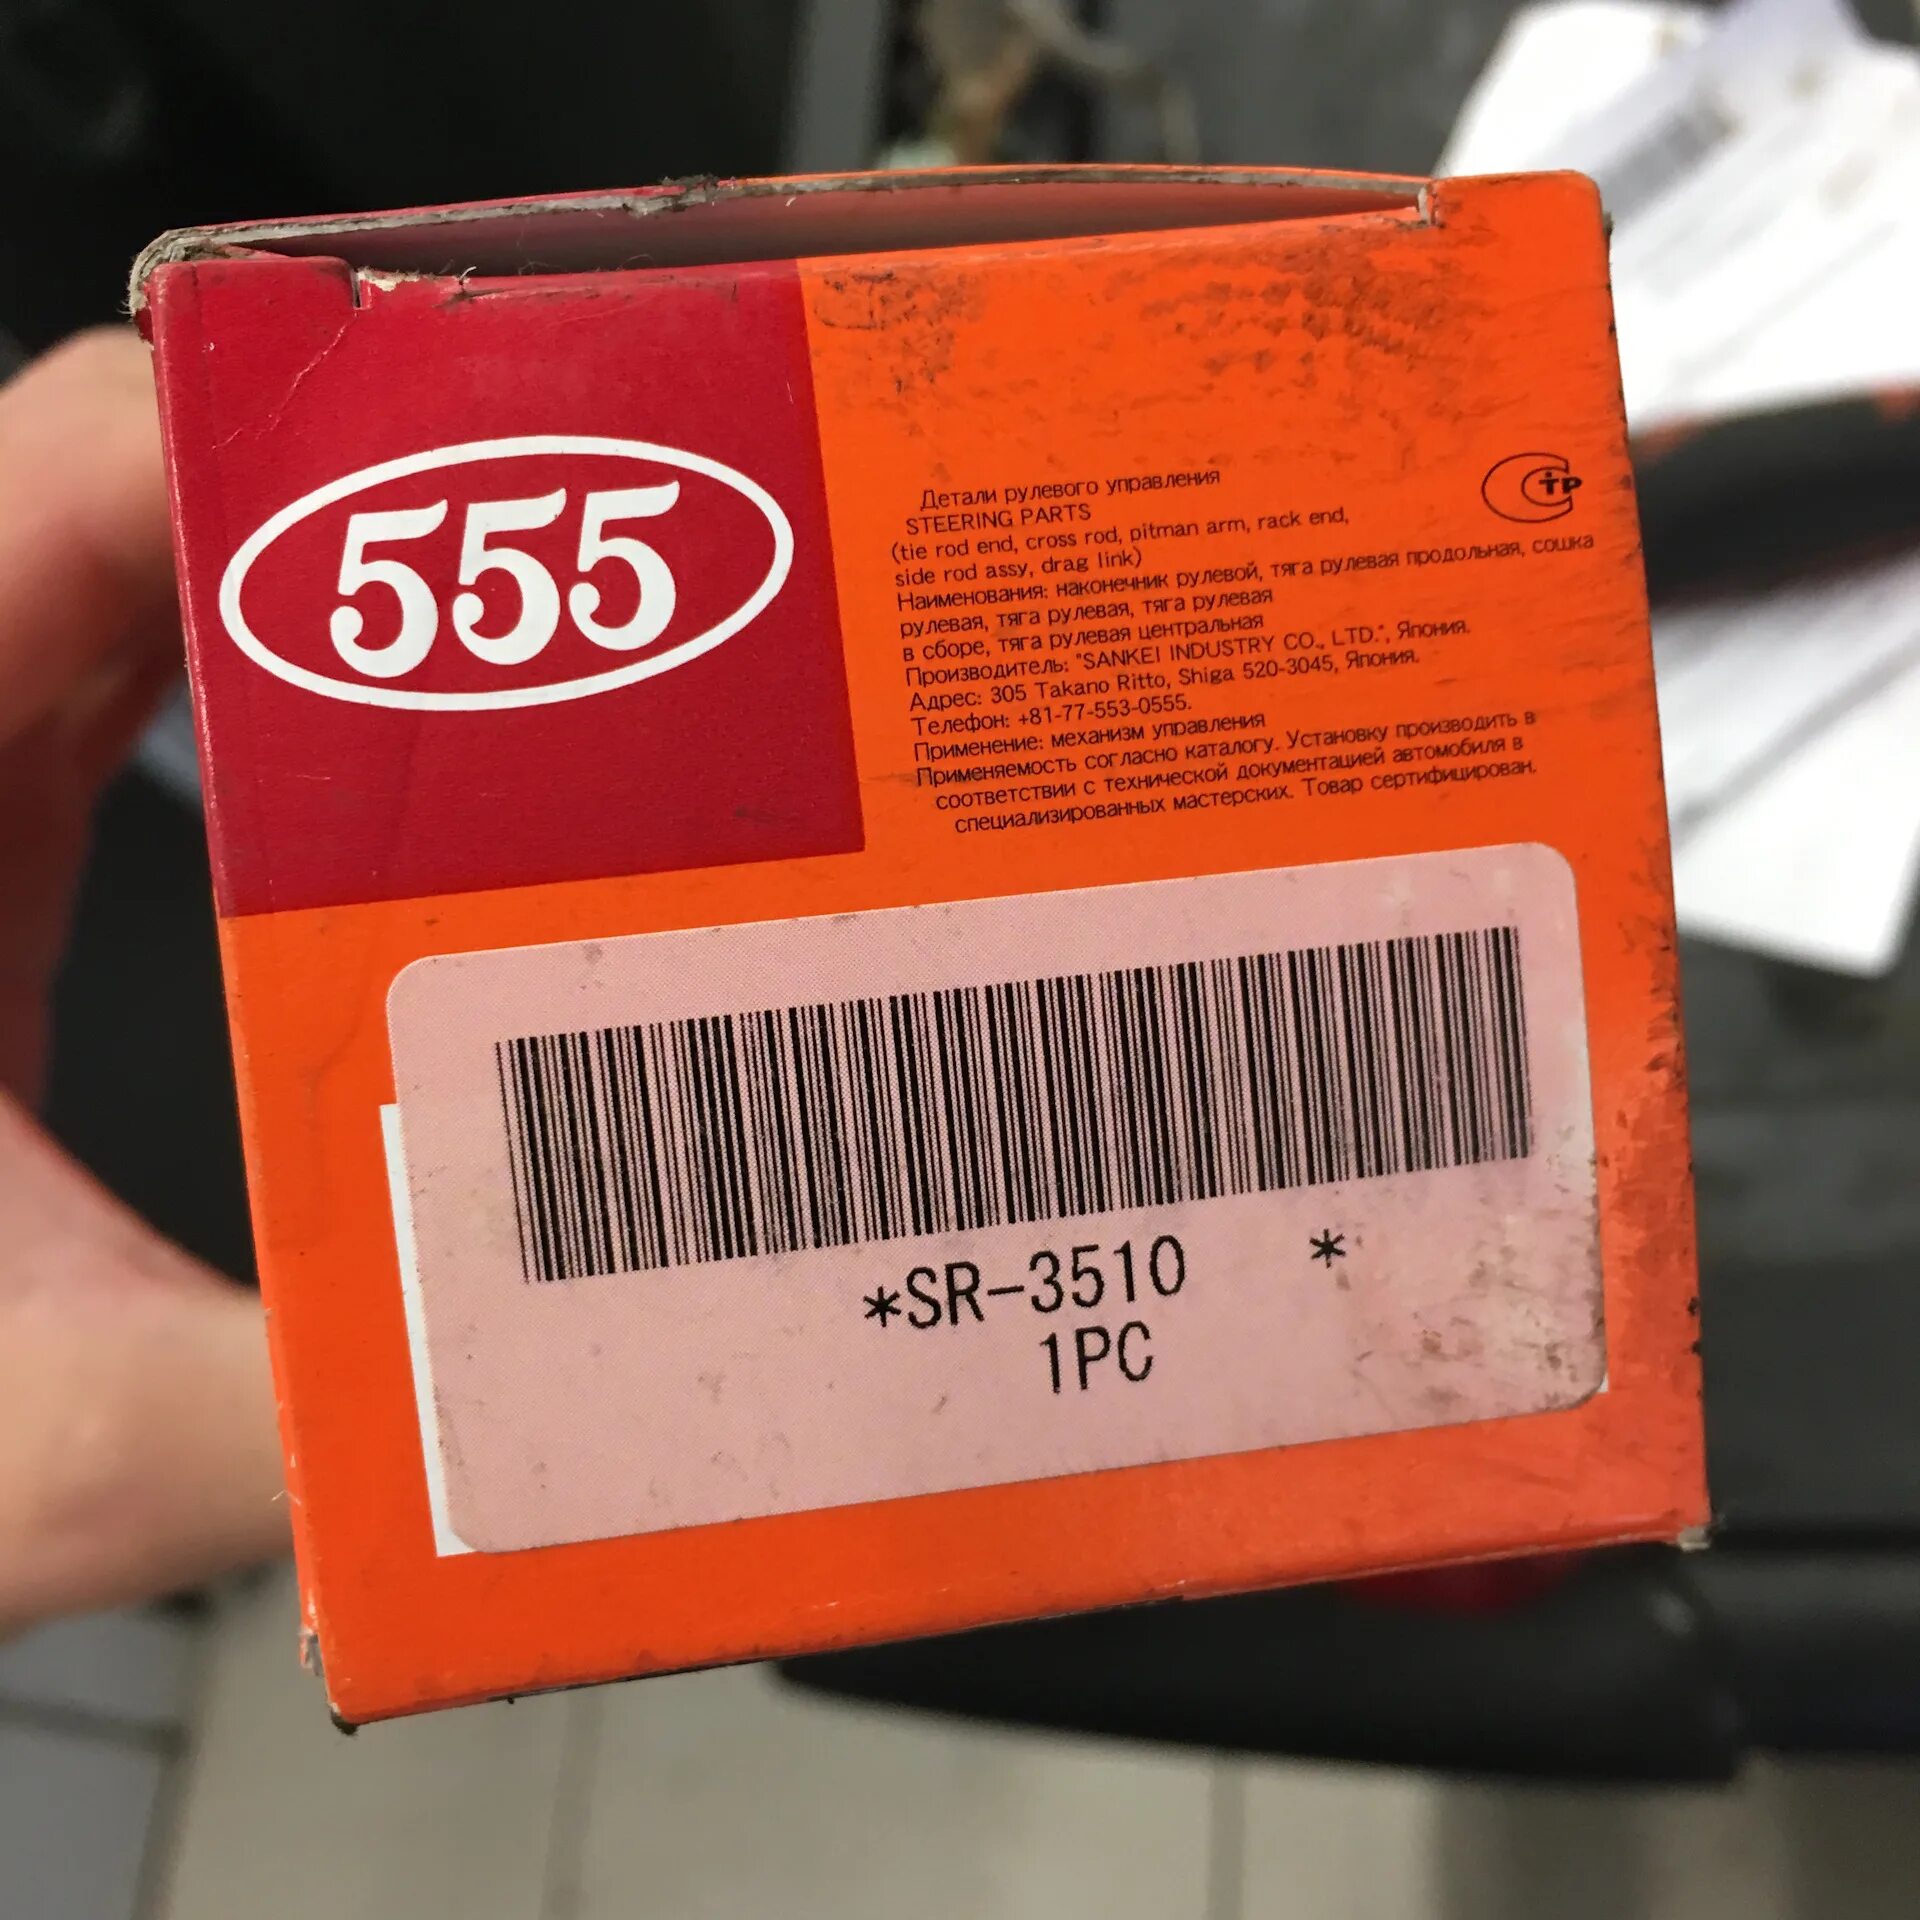 555
Детали рулевого управления
STEERING PARTS
(tie rod end, cross rod, pitman arm, rack end,
side rod assy, drag link)
Наименования: наконечник рулевой, тяга рулевая продольная, сошка
рулевая, тяга рулевая, тяга рулевая
в сборе, тяга рулевая центральная
Производитель: "SANKEI INDUSTRY CO., LTD.", Япония.
Адрес: 305 Takano Ritto, Shiga 520-3045, Япония.
Телефон: +81-77-553-0555.
Применение: механизм управления
Применяемость согласно каталогу. Установку производить в
соответствии с технической документацией автомобиля в
специализированных мастерских. Товар сертифицирован.
СТР
*SR-3510 *
1PC